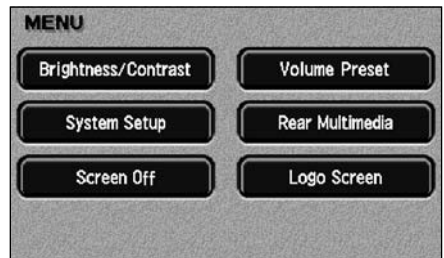 MENU
Brightness/Contrast
Volume Preset
System Setup
Rear Multimedia
Screen Off
Logo Screen